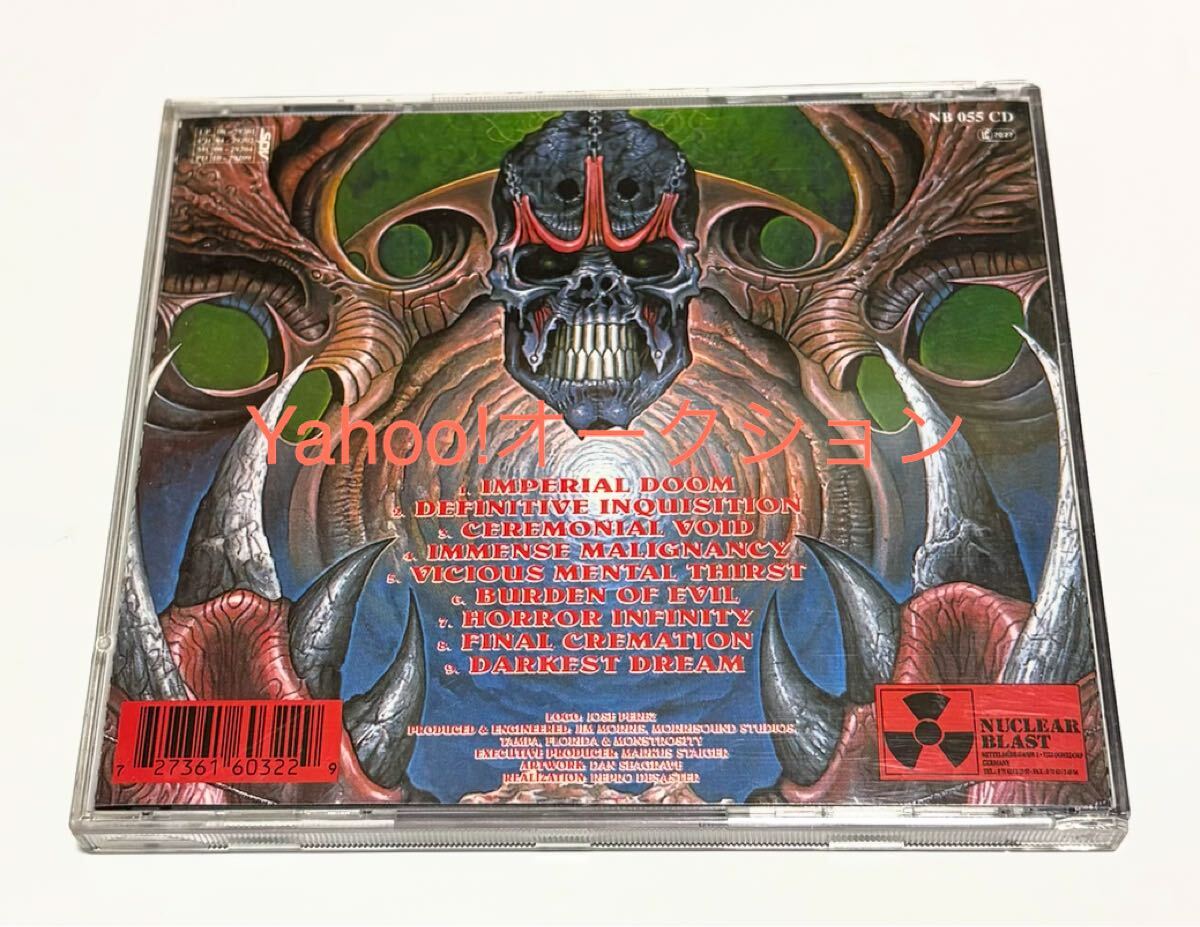 NB 055 CD
SPV
Yahoo!オークション
1. IMPERIAL DOOM
2. DEFINITIVE INQUISITION
3. CEREMONIAL VOID
4. IMMENSE MALIGNANCY
5. VICIOUS MENTAL THIRST
6. BURDEN OF EVIL
7. HORROR INFINITY
8. FINAL CREMATION
9. DARKEST DREAM
LOGO: JOSE PEREZ
PRODUCED & ENGINEERED: JIM MORRIS, MORRISOUND STUDIOS,
TAMPA, FLORIDA & MONSTROSITY
EXECUTIVE PRODUCER: MARKUS STAIGER
ARTWORK: DAN SEAGRAVE
REALIZATION: REPRO DESASTER
7 27361 60322 9
NUCLEAR
BLAST
GERMANY